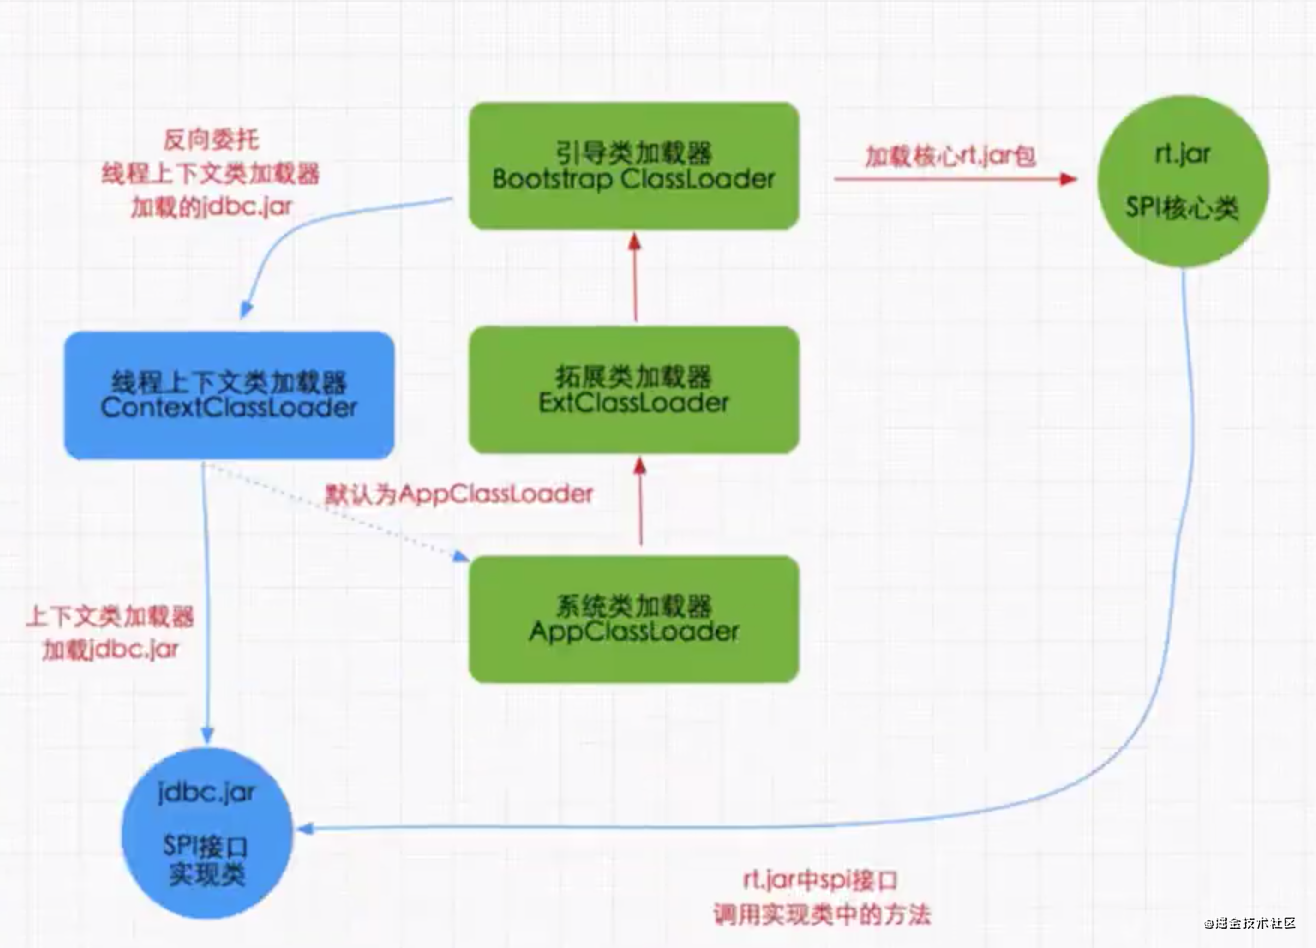 反向委托
线程上下文类加载器
加载的jdbc.jar
引导类加载器
Bootstrap ClassLoader
加载核心rt.jar包
rt.jar
SPI核心类
线程上下文类加载器
ContextClassLoader
拓展类加载器
ExtClassLoader
默认为AppClassLoader
系统类加载器
AppClassLoader
上下文类加载器
加载jdbc.jar
jdbc.jar
SPI接口
实现类
rt.jar中spi接口
调用实现类中的方法
@掘金技术社区